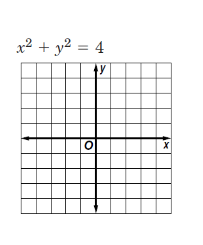 x² + y² = 4
y
O
x